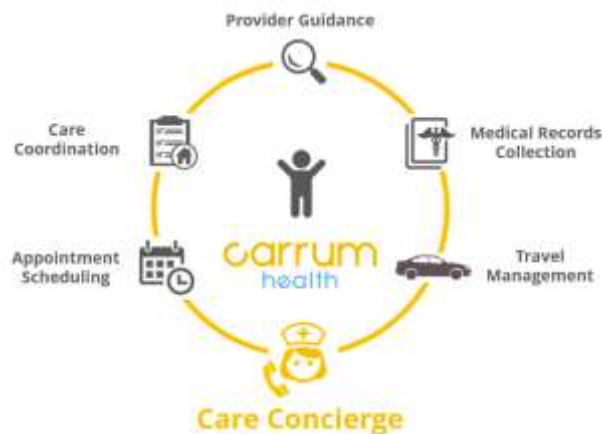 Provider Guidance
Care
Coordination
Medical Records
Collection
carrum
health
Appointment
Scheduling
Travel
Management
Care Concierge